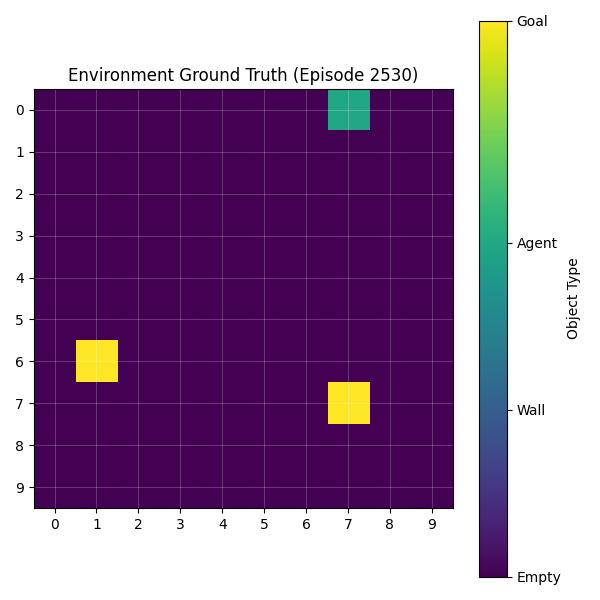 Environment Ground Truth (Episode 2530)
Goal
Agent
Wall
Empty
Object Type
0
1
2
3
4
5
6
7
8
9
0 1 2 3 4 5 6 7 8 9